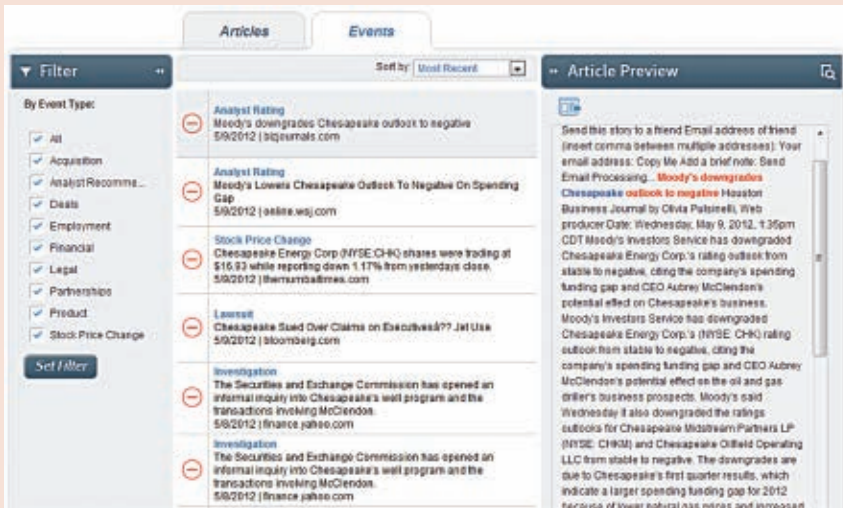 Articles
Events
Filter
By Event Type:
All
Acquisition
Analyst Recomme...
Deals
Employment
Financial
Legal
Partnerships
Product
Stock Price Change
Set Filter
Sort by: Most Recent
Analyst Rating
Moody's downgrades Chesapeake outlook to negative
5/9/2012 | bizjournals.com
Analyst Rating
Moody's Lowers Chesapeake Outlook To Negative On Spending
Gap
5/9/2012 | online.wsj.com
Stock Price Change
Chesapeake Energy Corp (NYSE:CHK) shares were trading at
$16.93 while reporting down 1.17% from yesterdays close.
5/9/2012 | themumbaitimes.com
Lawsuit
Chesapeake Sued Over Claims on Executivesâ?? Jet Use
5/9/2012 | bloomberg.com
Investigation
The Securities and Exchange Commission has opened an
informal inquiry into Chesapeake's well program and the
transactions involving McClendon.
5/8/2012 | finance.yahoo.com
Investigation
The Securities and Exchange Commission has opened an
informal inquiry into Chesapeake's well program and the
transactions involving McClendon.
5/8/2012 | finance.yahoo.com
Article Preview
Send this story to a friend Email address of friend
(insert comma between multiple addresses): Your
email address: Copy Me Add a brief note: Send
Email Processing... Moody's downgrades
Chesapeake outlook to negative Houston
Business Journal by Olivia Pulsinelli, Web
producer Date: Wednesday, May 9, 2012, 1:35pm
CDT Moody's Investors Service has downgraded
Chesapeake Energy Corp.'s rating outlook from
stable to negative, citing the company's spending
funding gap and CEO Aubrey McClendon's
potential effect on Chesapeake's business.
Moody's Investors Service has downgraded
Chesapeake Energy Corp.'s (NYSE: CHK) rating
outlook from stable to negative, citing the
company's spending funding gap and CEO Aubrey
McClendon's potential effect on the oil and gas
driller's business prospects. Moody's said
Wednesday it also downgraded the ratings
outlooks for Chesapeake Midstream Partners LP
(NYSE: CHKM) and Chesapeake Oilfield Operating
LLC from stable to negative. The downgrades are
due to Chesapeake's first quarter results, which
indicate a larger spending funding gap for 2012
because of lower natural gas prices and increased